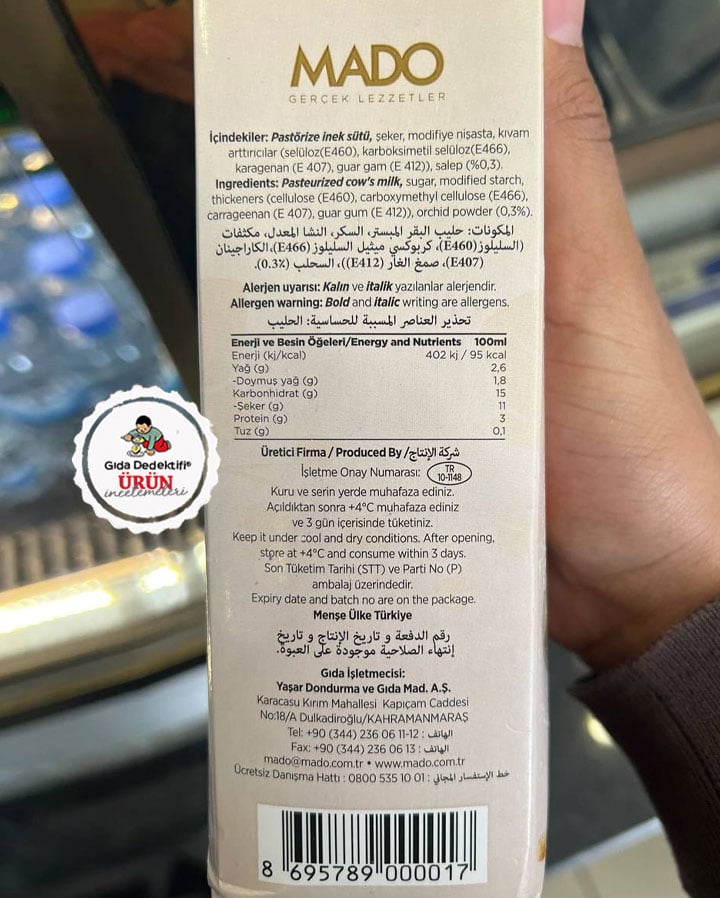 MADO
GERÇEK LEZZETLER
İçindekiler: Pastörize inek sütü, şeker, modifiye nişasta, kıvam
arttırıcılar (selüloz(E460), karboksimetil selüloz(E466),
karagenan (E 407), guar gam (E 412)), salep (%0,3).
Ingredients: Pasteurized cow's milk, sugar, modified starch,
thickeners (cellulose (E 460), carboxymethyl cellulose (E 466),
carrageenan (E 407), guar gum (E 412)), orchid powder (0,3%).
المكونات: حليب البقر المبستر، السكر، النشا المعدل، مكثفات
(السليلوز(E460)، كربوكسي ميثيل السليلوز (E466)،الكاراجينان
(E407)، صمغ الغار (E412))، السحلب (0.3٪).
Alerjen uyarısı: Kalın ve italik yazılanlar alerjendir.
Allergen warning: Bold and italic writing are allergens.
تحذير العناصر المسببة للحساسية: الحليب
Enerji ve Besin Öğeleri/Energy and Nutrients 100ml
Enerji (kj/kcal) 402 kj / 95 kcal
Yağ (g) 2,6
-Doymuş yağ (g) 1,8
Karbonhidrat (g) 15
-Şeker (g) 11
Protein (g) 3
Tuz (g) 0,1
Üretici Firma / Produced By / شركة الإنتاج
İşletme Onay Numarası: TR 10-1148
Kuru ve serin yerde muhafaza ediniz.
Açıldıktan sonra +4°C muhafaza ediniz
ve 3 gün içerisinde tüketiniz.
Keep it under cool and dry conditions. After opening,
store at +4°C and consume within 3 days.
Son Tüketim Tarihi (STT) ve Parti No (P)
ambalaj üzerindedir.
Expiry date and batch no are on the package.
Menşe Ülke Türkiye
رقم الدفعة و تاريخ الإنتاج و تاريخ
إنتهاء الصلاحية موجودة على العبوة.
Gıda İşletmecisi:
Yaşar Dondurma ve Gıda Mad. A.Ş.
Karacasu Kırım Mahallesi Kapıçam Caddesi
No:18/A Dulkadiroğlu/KAHRAMANMARAŞ
Tel: +90 (344) 236 06 11-12 : الهاتف
Fax: +90 (344) 236 06 13 : الهاتف
mado@mado.com.tr • www.mado.com.tr
Ücretsiz Danışma Hattı : 0800 535 10 01 : خط الإستفسار المجاني
8 695789 000017
Gıda Dedektifi®
ÜRÜN
incelemeleri